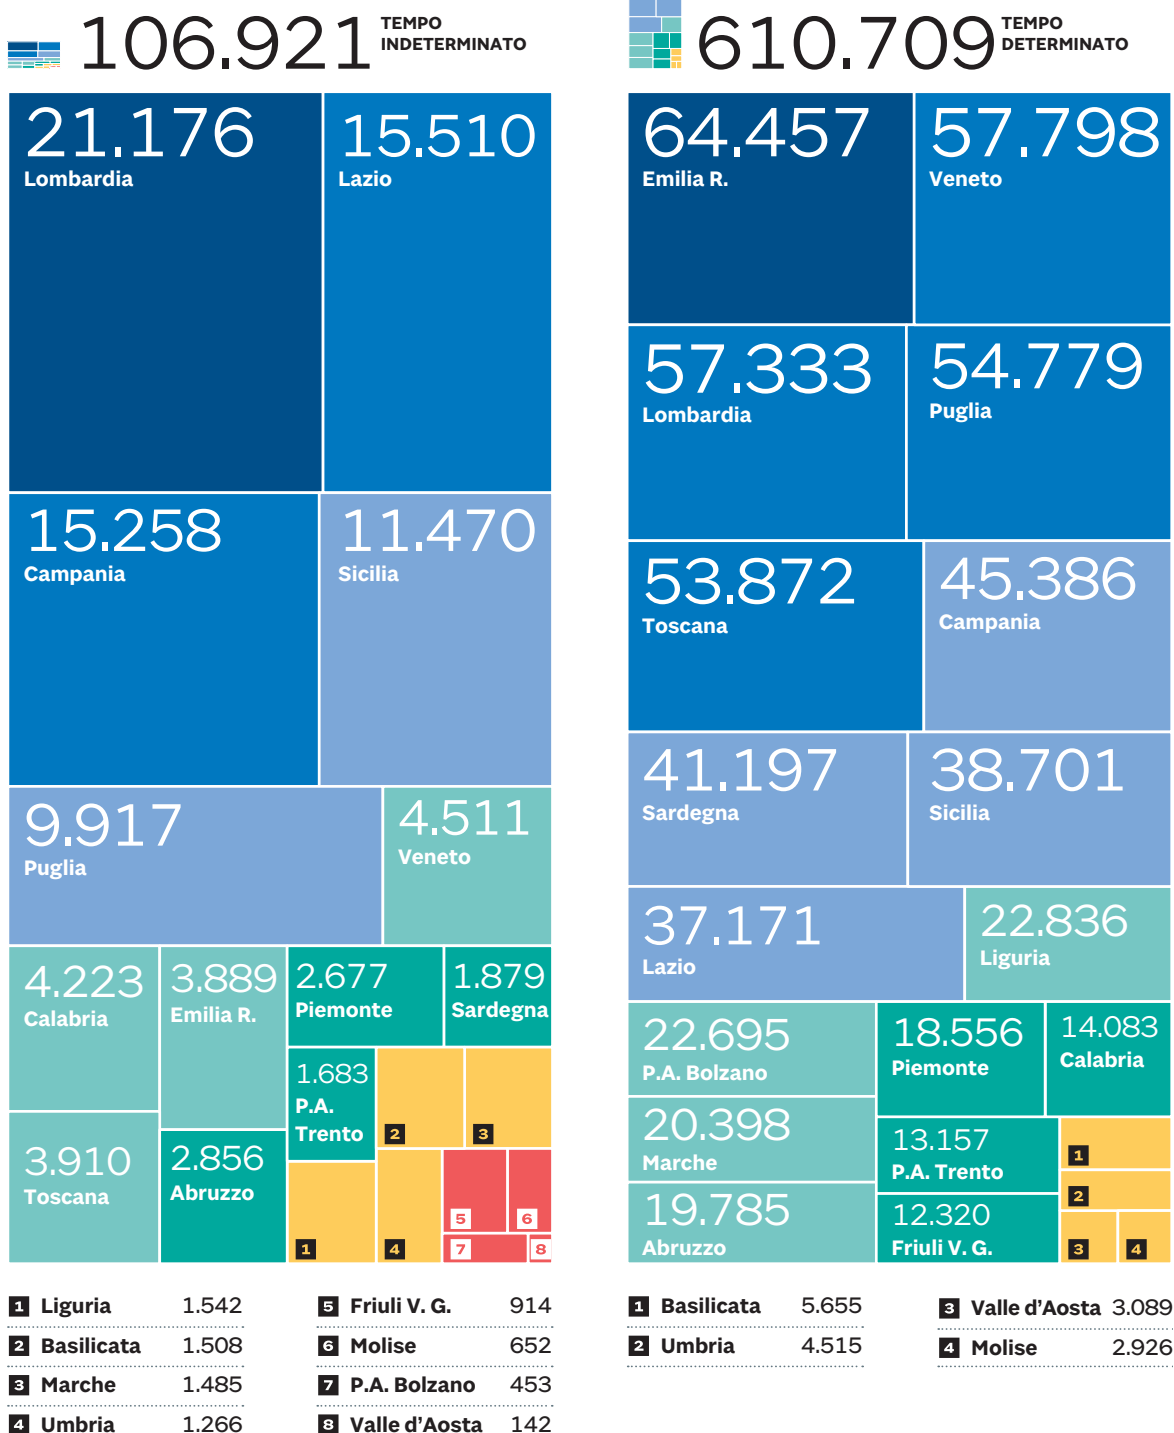 106.921
TEMPO
INDETERMINATO
21.176
Lombardia
15.510
Lazio
15.258
Campania
11.470
Sicilia
9.917
Puglia
4.511
Veneto
4.223
Calabria
3.889
Emilia R.
2.677
Piemonte
1.879
Sardegna
1.683
P.A.
Trento
2
3
3.910
Toscana
2.856
Abruzzo
1
4
5
6
7
8
1 Liguria 1.542
2 Basilicata 1.508
3 Marche 1.485
4 Umbria 1.266
5 Friuli V. G. 914
6 Molise 652
7 P.A. Bolzano 453
8 Valle d'Aosta 142
610.709
TEMPO
DETERMINATO
64.457
Emilia R.
57.798
Veneto
57.333
Lombardia
54.779
Puglia
53.872
Toscana
45.386
Campania
41.197
Sardegna
38.701
Sicilia
37.171
Lazio
22.836
Liguria
22.695
P.A. Bolzano
18.556
Piemonte
14.083
Calabria
20.398
Marche
13.157
P.A. Trento
1
2
19.785
Abruzzo
12.320
Friuli V. G.
3
4
1 Basilicata 5.655
2 Umbria 4.515
3 Valle d'Aosta 3.089
4 Molise 2.926